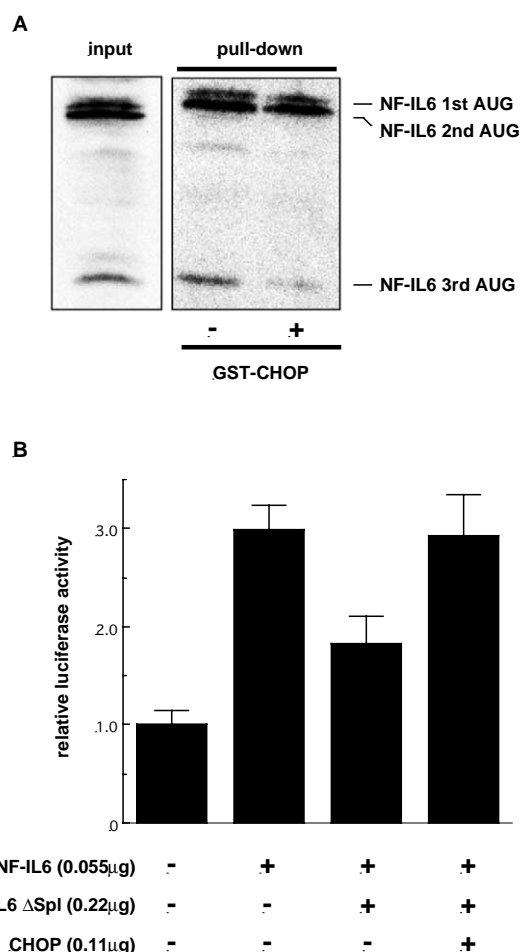 A
input pull-down
NF-IL6 1st AUG
NF-IL6 2nd AUG
NF-IL6 3rd AUG
- +
GST-CHOP
B
relative luciferase activity
3.0
2.0
1.0
0
NF-IL6 (0.055µg) - + + +
L6 ΔSpl (0.22µg) - - + +
CHOP (0.11µg) - - - +